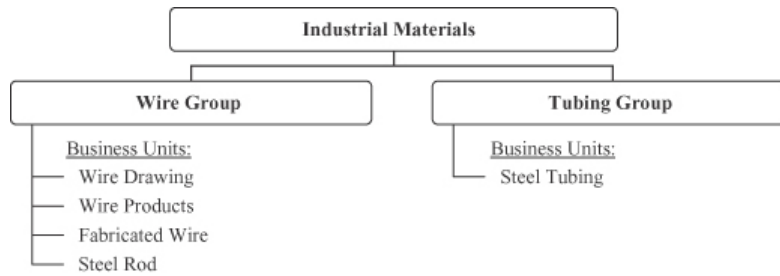 Industrial Materials
Wire Group
Business Units:
Wire Drawing
Wire Products
Fabricated Wire
Steel Rod
Tubing Group
Business Units:
Steel Tubing